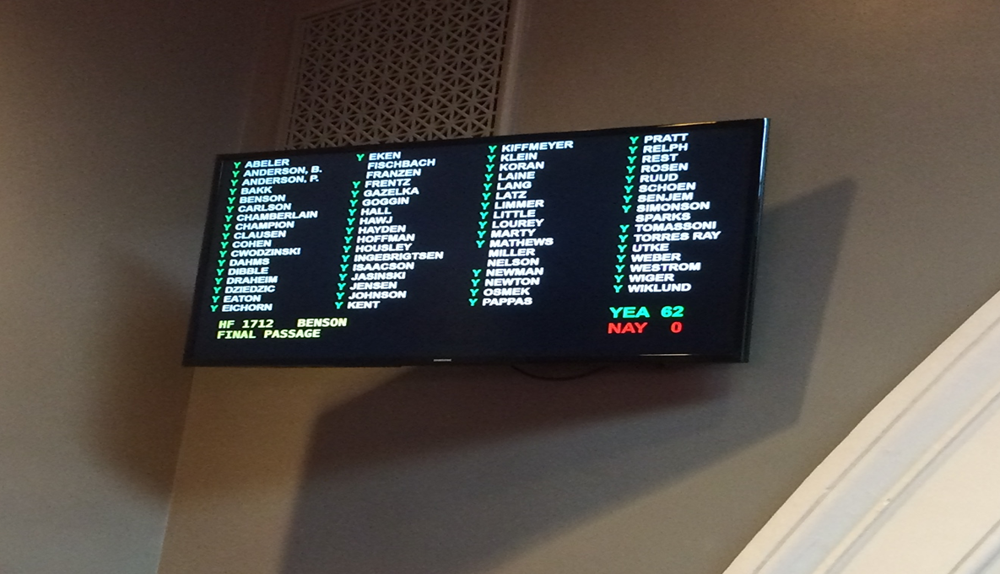 Y ABELER
Y ANDERSON, B.
Y ANDERSON, P.
Y BAKK
Y BENSON
Y CARLSON
Y CHAMBERLAIN
Y CHAMPION
Y CLAUSEN
Y COHEN
Y CWODZINSKI
Y DAHMS
Y DIBBLE
Y DRAHEIM
Y DZIEDZIC
Y EATON
Y EICHORN
Y EKEN
FISCHBACH
FRANZEN
Y FRENTZ
Y GAZELKA
Y GOGGIN
Y HALL
Y HAWJ
Y HAYDEN
Y HOFFMAN
Y HOUSLEY
Y INGEBRIGTSEN
Y ISAACSON
Y JASINSKI
Y JENSEN
Y JOHNSON
Y KENT
Y KIFFMEYER
Y KLEIN
Y KORAN
Y LAINE
Y LANG
Y LATZ
Y LIMMER
Y LITTLE
Y LOUREY
Y MARTY
Y MATHEWS
MILLER
NELSON
Y NEWMAN
Y NEWTON
Y OSMEK
Y PAPPAS
Y PRATT
Y RELPH
Y REST
Y ROSEN
Y RUUD
Y SCHOEN
Y SENJEM
Y SIMONSON
SPARKS
Y TOMASSONI
Y TORRES RAY
Y UTKE
Y WEBER
Y WESTROM
Y WIGER
Y WIKLUND
HF 1712 BENSON
FINAL PASSAGE
YEA 62
NAY 0